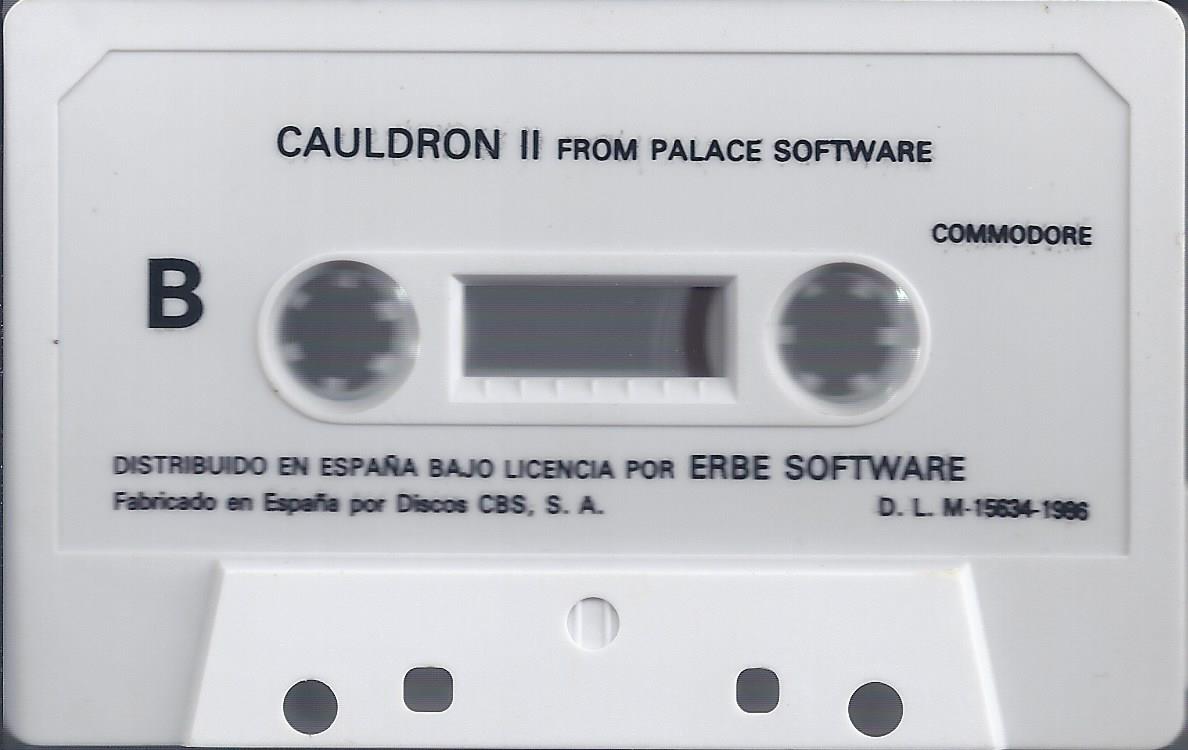 CAULDRON II FROM PALACE SOFTWARE
COMMODORE
B
DISTRIBUIDO EN ESPAÑA BAJO LICENCIA POR ERBE SOFTWARE
Fabricado en España por Discos CBS, S. A.
D. L. M-15634-1986